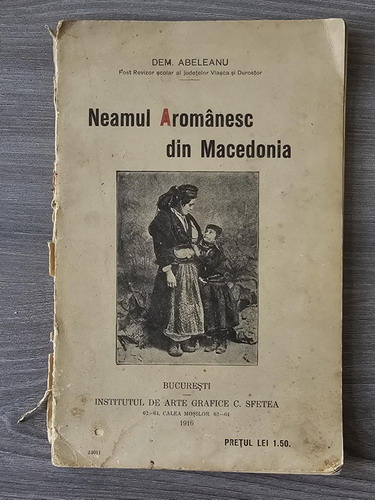 DEM. ABELEANU
Fost Revizor școlar al județelor Vlașca și Durostor
Neamul Aromânesc
din Macedonia
BUCUREȘTI
INSTITUTUL DE ARTE GRAFICE C. SFETEA
62—64, CALEA MOȘILOR 62—64
1916
PREȚUL LEI 1.50.